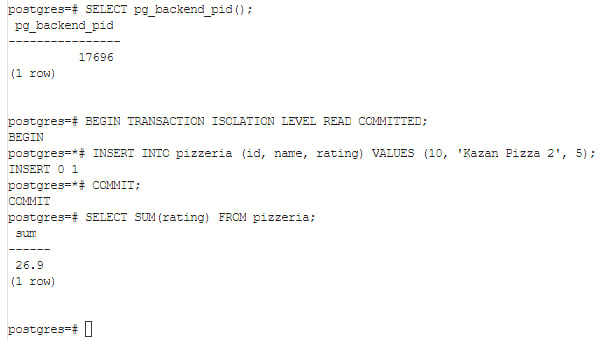 postgres=# SELECT pg_backend_pid();
 pg_backend_pid
----------------
          17696
(1 row)
postgres=# BEGIN TRANSACTION ISOLATION LEVEL READ COMMITTED;
BEGIN
postgres=*# INSERT INTO pizzeria (id, name, rating) VALUES (10, 'Kazan Pizza 2', 5);
INSERT 0 1
postgres=*# COMMIT;
COMMIT
postgres=# SELECT SUM(rating) FROM pizzeria;
 sum
------
 26.9
(1 row)
postgres=#